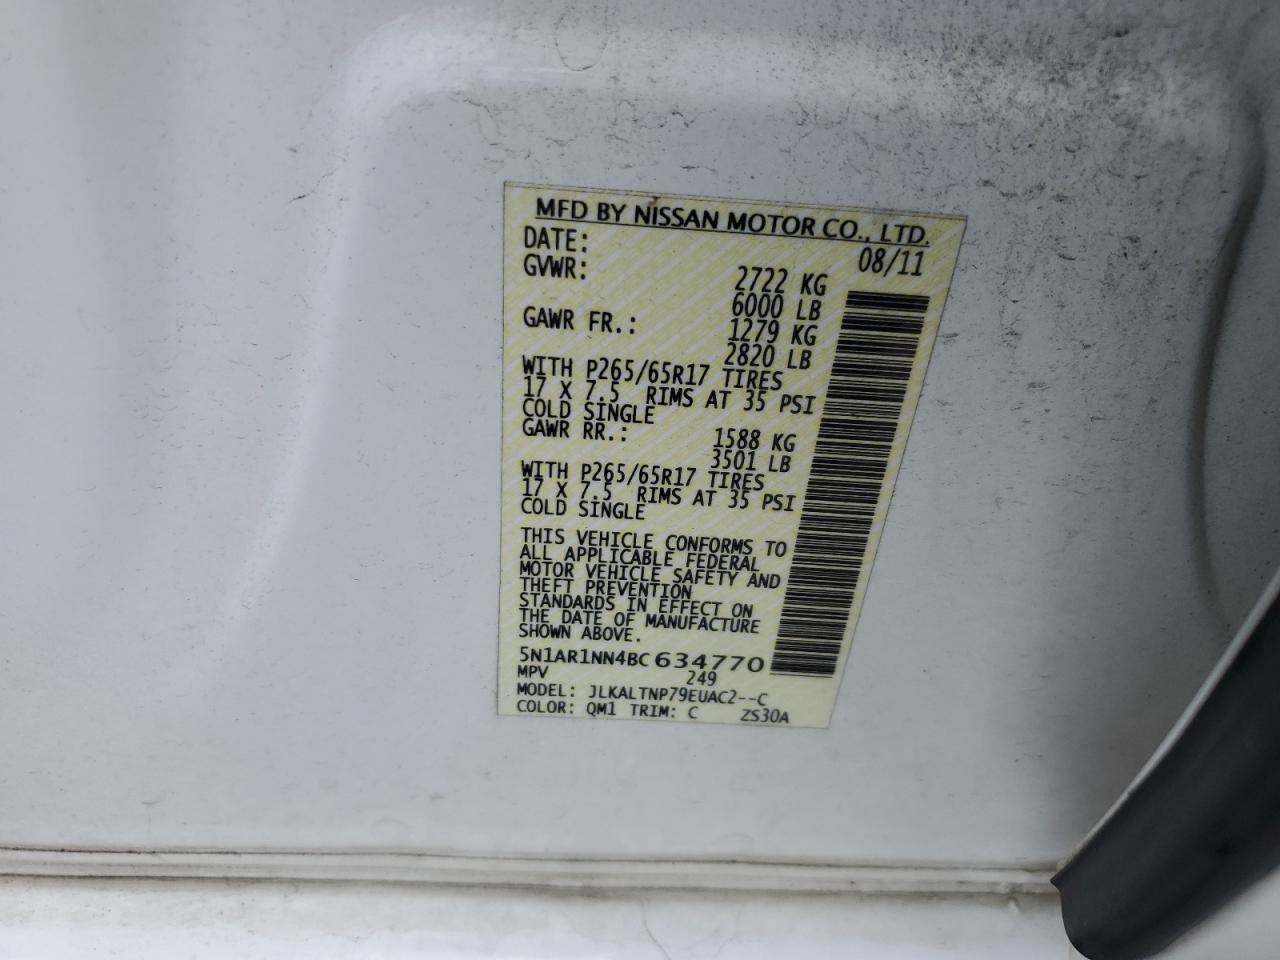 MFD BY NISSAN MOTOR CO., LTD.
DATE: 08/11
GVWR: 2722 KG
6000 LB
GAWR FR.: 1279 KG
2820 LB
WITH P265/65R17 TIRES
17 X 7.5 RIMS AT 35 PSI
COLD SINGLE
GAWR RR.: 1588 KG
3501 LB
WITH P265/65R17 TIRES
17 X 7.5 RIMS AT 35 PSI
COLD SINGLE
THIS VEHICLE CONFORMS TO
ALL APPLICABLE FEDERAL
MOTOR VEHICLE SAFETY AND
THEFT PREVENTION
STANDARDS IN EFFECT ON
THE DATE OF MANUFACTURE
SHOWN ABOVE.
5N1AR1NN4BC634770
MPV 249
MODEL: JLKALTNP79EUAC2--C
COLOR: QM1 TRIM: C ZS30A